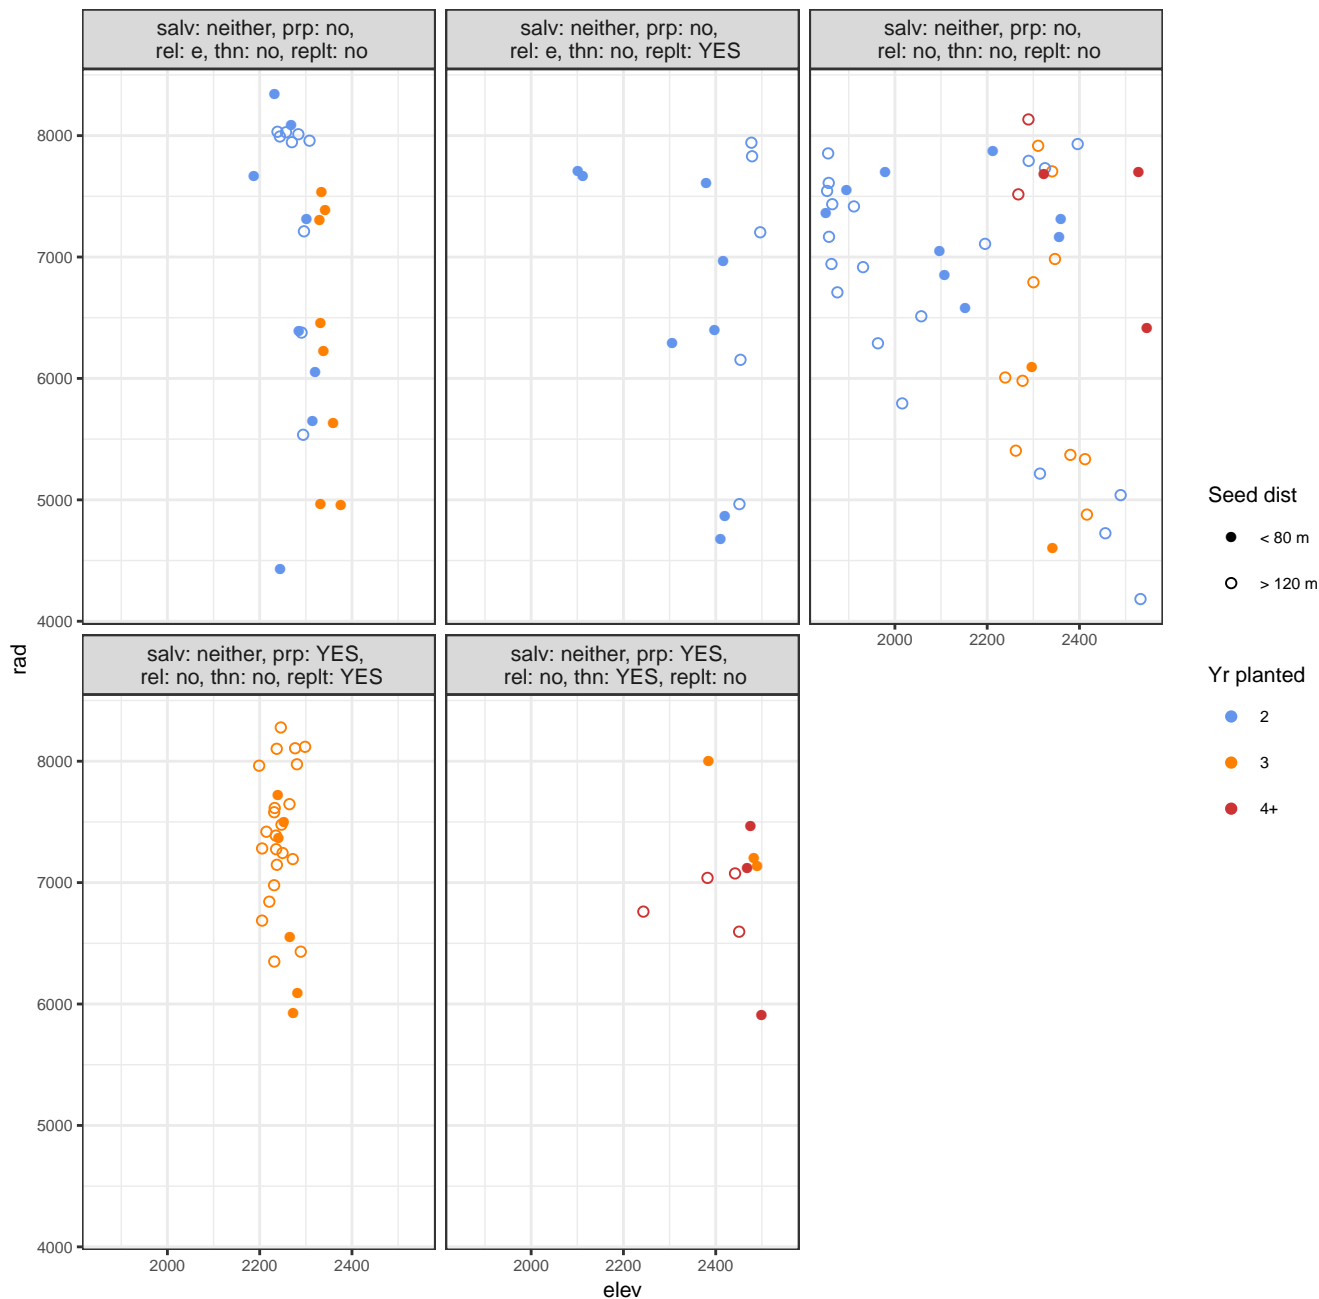 salv: neither, prp: no,
rel: e, thn: no, replt: no
salv: neither, prp: no,
rel: e, thn: no, replt: YES
salv: neither, prp: no,
rel: no, thn: no, replt: no
8000
7000
6000
5000
4000
2000 2200 2400
rad
salv: neither, prp: YES,
rel: no, thn: no, replt: YES
salv: neither, prp: YES,
rel: no, thn: YES, replt: no
8000
7000
6000
5000
4000
2000 2200 2400
2000 2200 2400
elev
Seed dist
< 80 m
> 120 m
Yr planted
2
3
4+